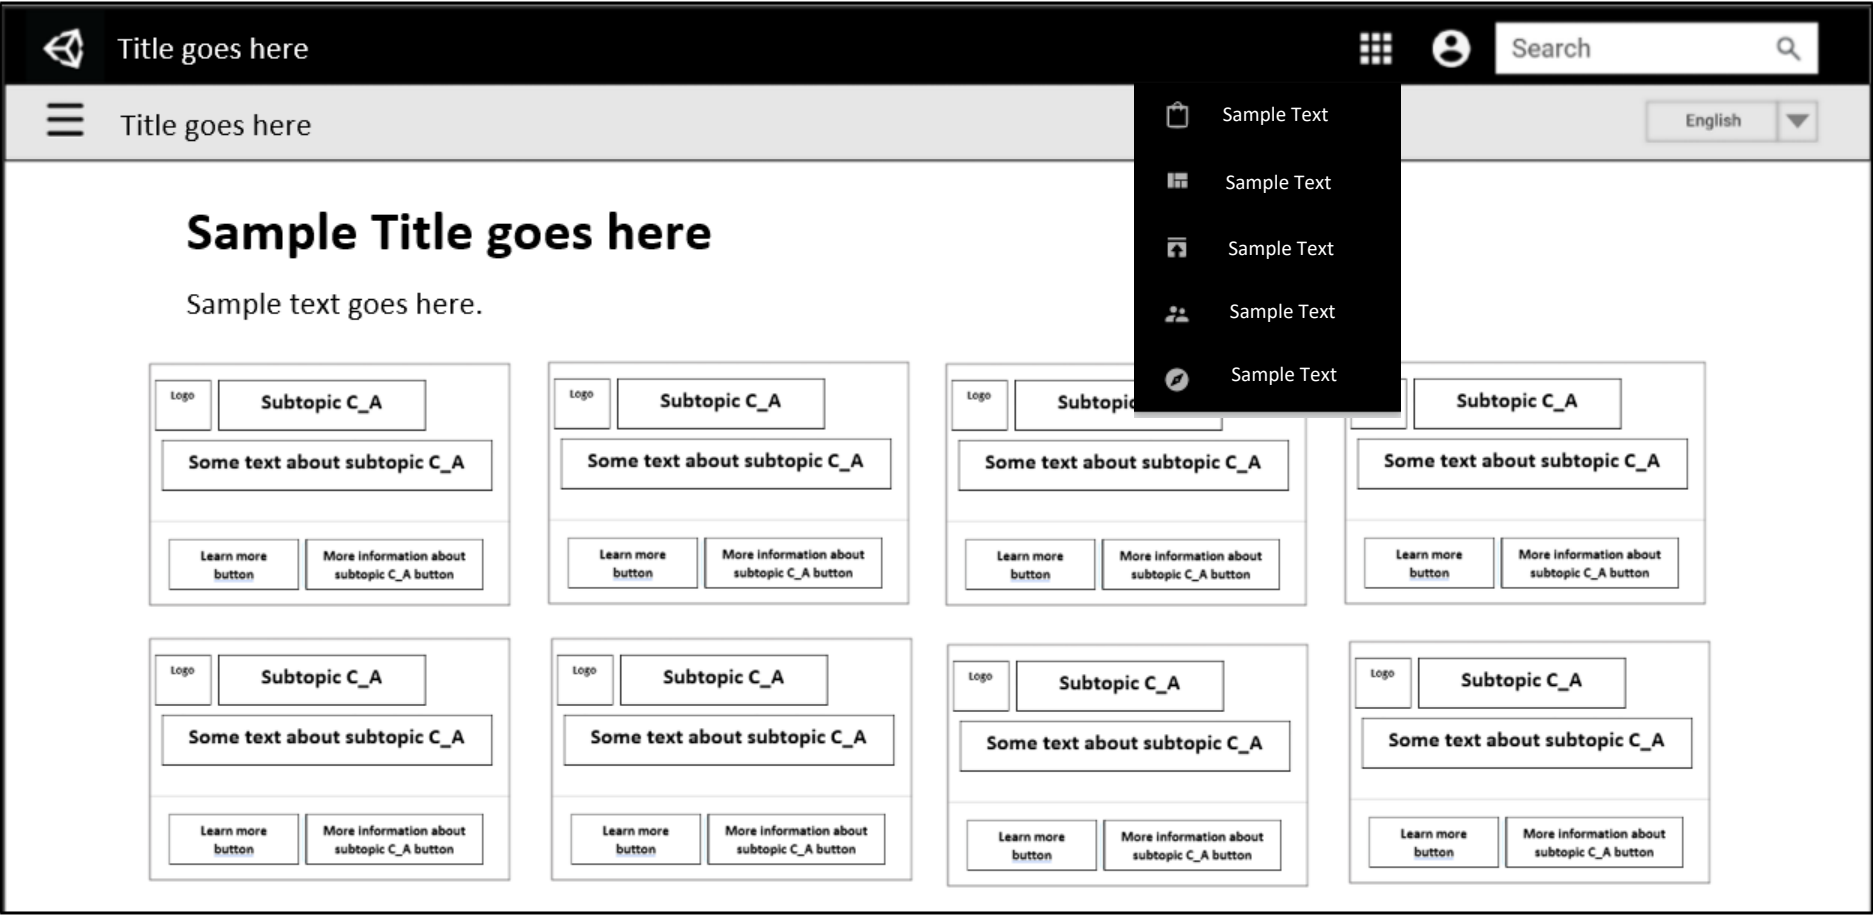 Title goes here
Search
Title goes here
English
Sample Text
Sample Text
Sample Text
Sample Text
Sample Text
Sample Title goes here
Sample text goes here.
Logo
Subtopic C_A
Some text about subtopic C_A
Learn more
button
More information about
subtopic C_A button
Logo
Subtopic C_A
Some text about subtopic C_A
Learn more
button
More information about
subtopic C_A button
Logo
Subtopic
Some text about subtopic C_A
Learn more
button
More information about
subtopic C_A button
Subtopic C_A
Some text about subtopic C_A
Learn more
button
More information about
subtopic C_A button
Logo
Subtopic C_A
Some text about subtopic C_A
Learn more
button
More information about
subtopic C_A button
Logo
Subtopic C_A
Some text about subtopic C_A
Learn more
button
More information about
subtopic C_A button
Logo
Subtopic C_A
Some text about subtopic C_A
Learn more
button
More information about
subtopic C_A button
Logo
Subtopic C_A
Some text about subtopic C_A
Learn more
button
More information about
subtopic C_A button